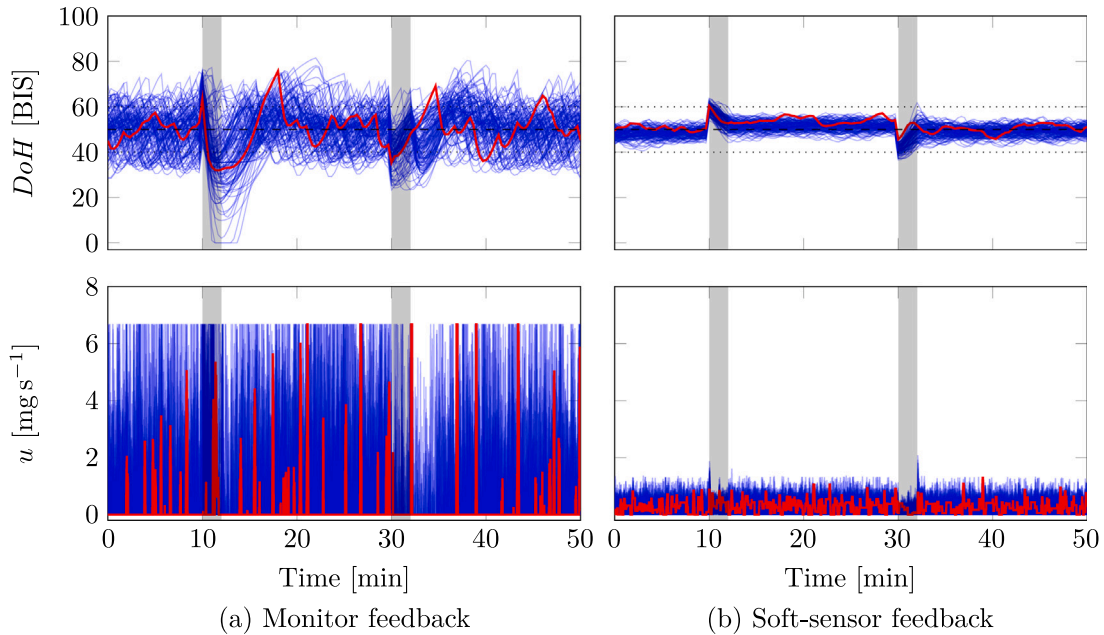 100
80
60
40
20
0
DoH [BIS]
8
6
4
2
0
u [mg s⁻¹]
0 10 20 30 40 50
0 10 20 30 40 50
Time [min]
Time [min]
(a) Monitor feedback
(b) Soft-sensor feedback